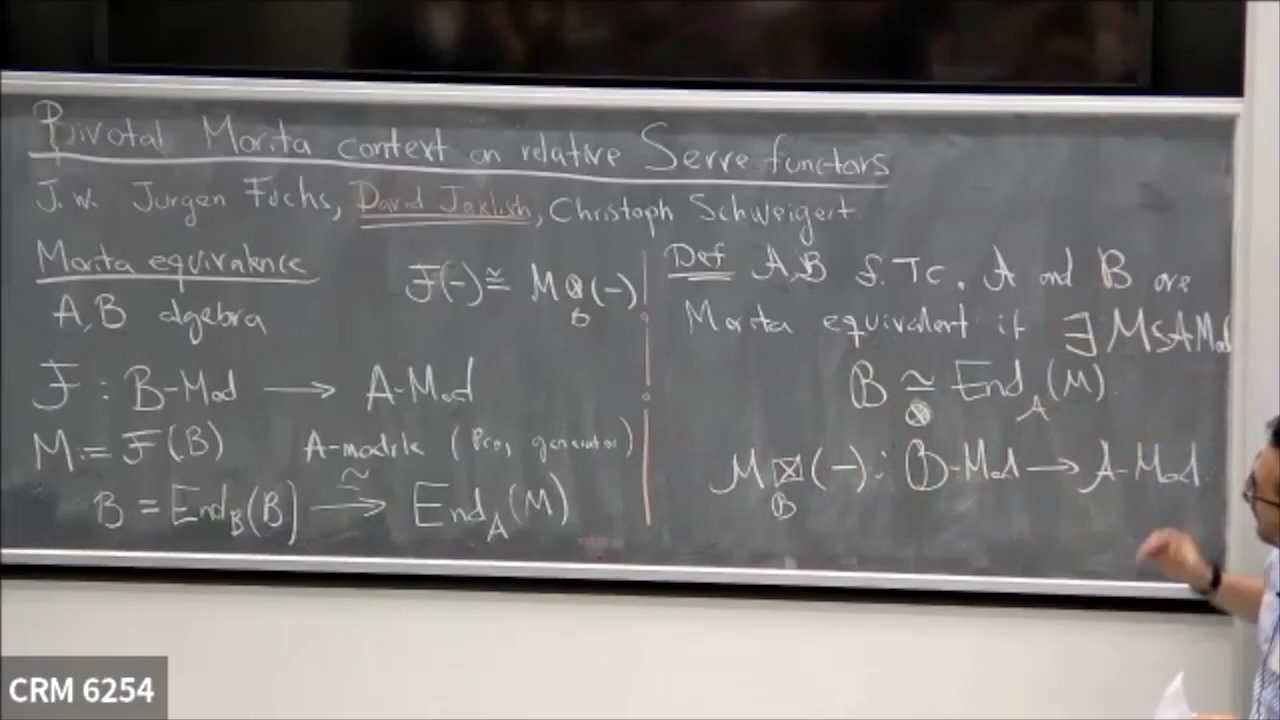 Pivotal Morita context on relative Serre functors
J.w. Jurgen Fuchs, David Jaklish, Christoph Schweigert
Morita equivalence
F(-) ≅ M ⊗_B (-)
A,B algebra
F : B-Mod → A-Mod
M := F(B) A-module (Proj generator)
B = End_B(B) →~ End_A(M)
Def A,B f.TC. A and B are
Morita equivalent if ∃ M ∈ A Mod
B ≅_⊗ End_A(M)
M ⊠_B (-) : B-Mod → A-Mod
CRM 6254